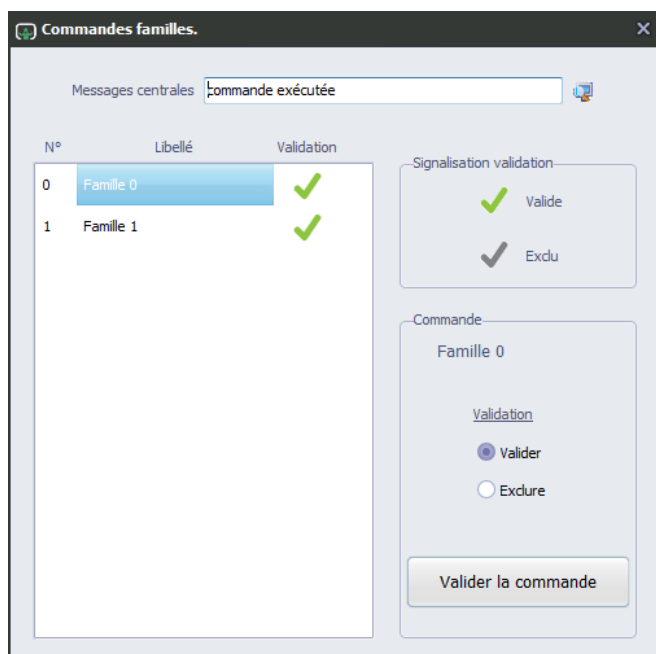 Commandes familles.
Messages centrales commande exécutée
N° Libellé Validation
0 Famille 0
1 Famille 1
Signalisation validation
Valide
Exclu
Commande
Famille 0
Validation
Valider
Exclure
Valider la commande